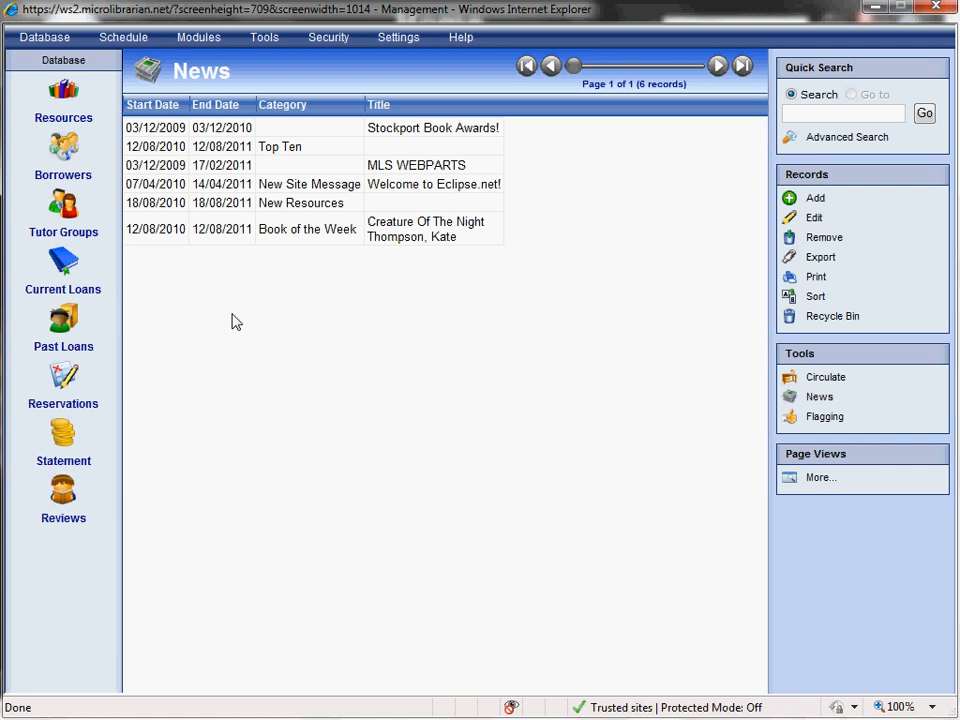 https://ws2.microlibrarian.net/?screenheight=709&screenwidth=1014 - Management - Windows Internet Explorer
Database Schedule Modules Tools Security Settings Help
Database
Resources
Borrowers
Tutor Groups
Current Loans
Past Loans
Reservations
Statement
Reviews
News
Page 1 of 1 (6 records)
Start Date End Date Category Title
03/12/2009 03/12/2010 Stockport Book Awards!
12/08/2010 12/08/2011 Top Ten
03/12/2009 17/02/2011 MLS WEBPARTS
07/04/2010 14/04/2011 New Site Message Welcome to Eclipse.net!
18/08/2010 18/08/2011 New Resources
12/08/2010 12/08/2011 Book of the Week Creature Of The Night
Thompson, Kate
Quick Search
Search Go to
Go
Advanced Search
Records
Add
Edit
Remove
Export
Print
Sort
Recycle Bin
Tools
Circulate
News
Flagging
Page Views
More...
Done Trusted sites | Protected Mode: Off 100%